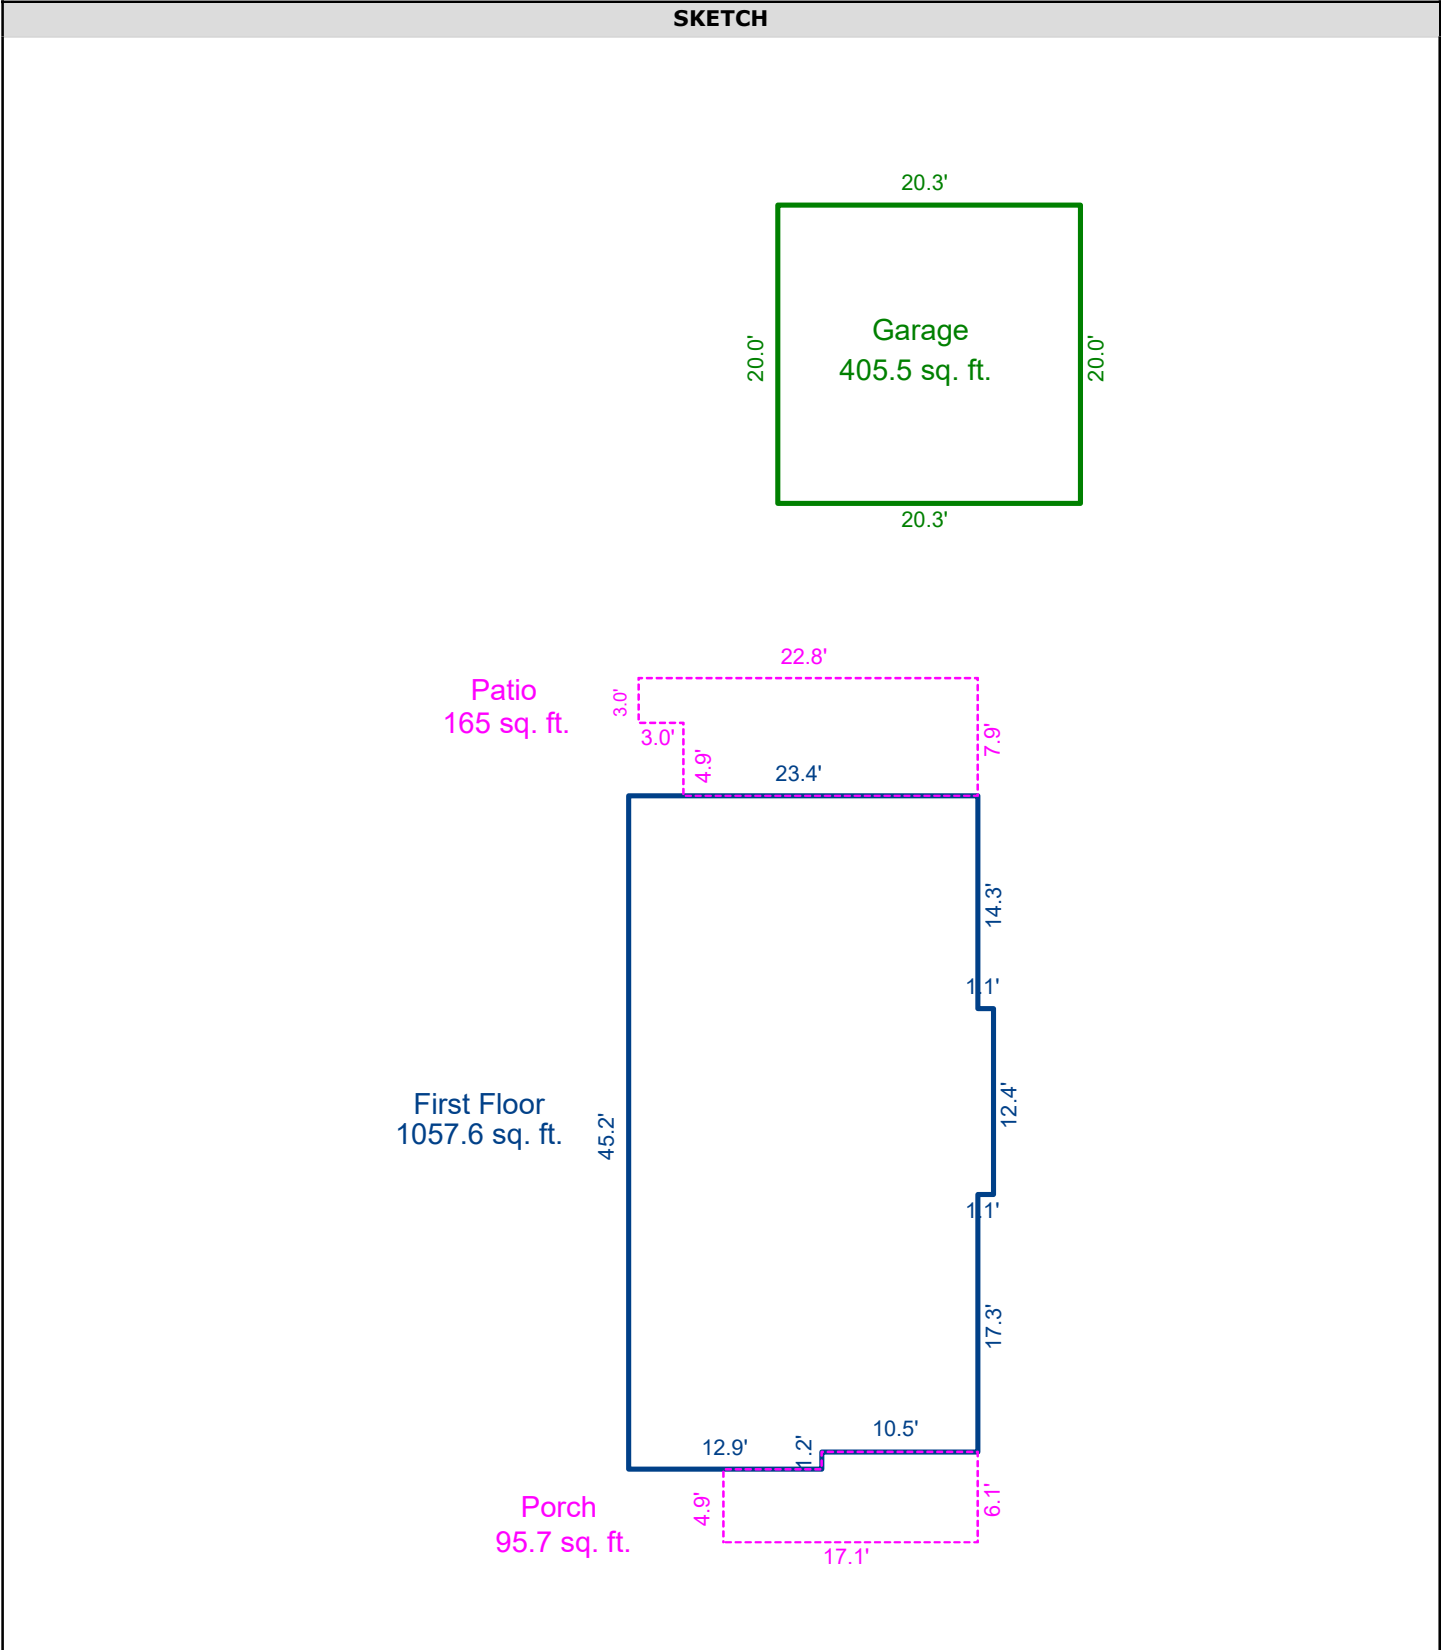 SKETCH
20.3'
Garage
405.5 sq. ft.
20.0'
20.0'
20.3'
22.8'
Patio
165 sq. ft.
3.0'
3.0'
4.9'
7.9'
23.4'
14.3'
1.1'
First Floor
1057.6 sq. ft.
45.2'
12.4'
1.1'
17.3'
10.5'
12.9'
1.2'
Porch
95.7 sq. ft.
4.9'
6.1'
17.1'